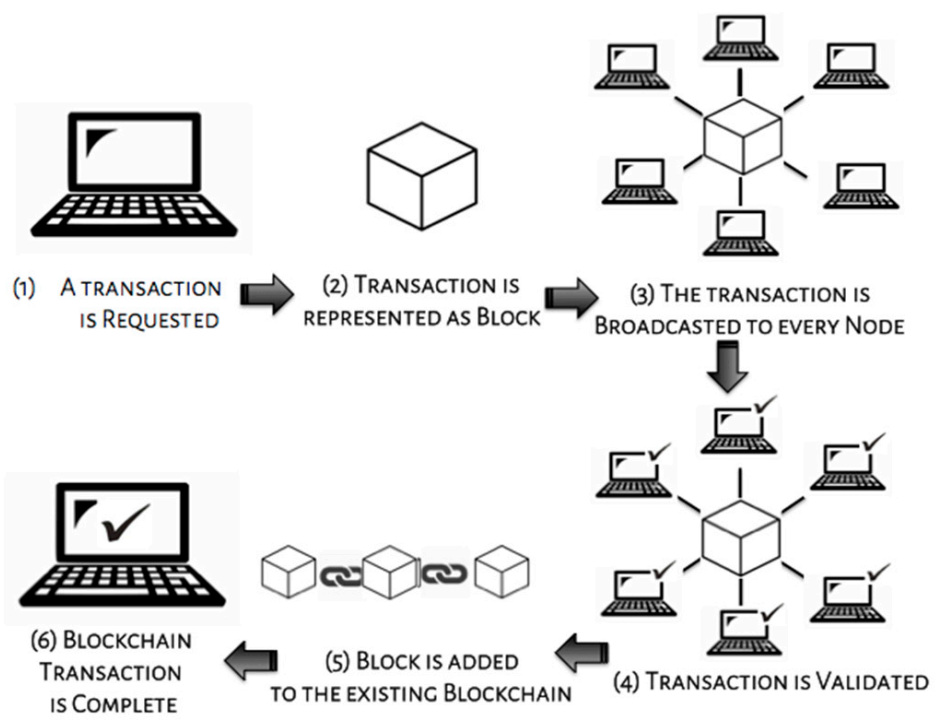 (1) A TRANSACTION
IS REQUESTED
(2) TRANSACTION IS
REPRESENTED AS BLOCK
(3) THE TRANSACTION IS
BROADCASTED TO EVERY NODE
(4) TRANSACTION IS VALIDATED
(5) BLOCK IS ADDED
TO THE EXISTING BLOCKCHAIN
(6) BLOCKCHAIN
TRANSACTION
IS COMPLETE